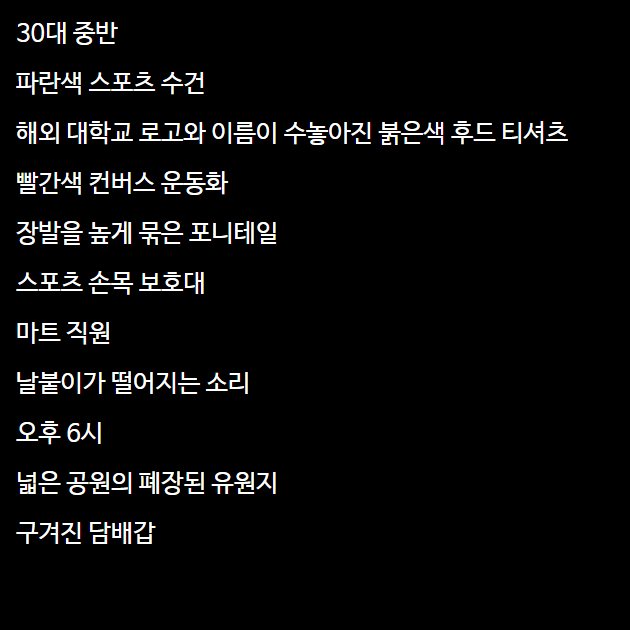 30대 중반
파란색 스포츠 수건
해외 대학교 로고와 이름이 수놓아진 붉은색 후드 티셔츠
빨간색 컨버스 운동화
장발을 높게 묶은 포니테일
스포츠 손목 보호대
마트 직원
날붙이가 떨어지는 소리
오후 6시
넓은 공원의 폐장된 유원지
구겨진 담배갑